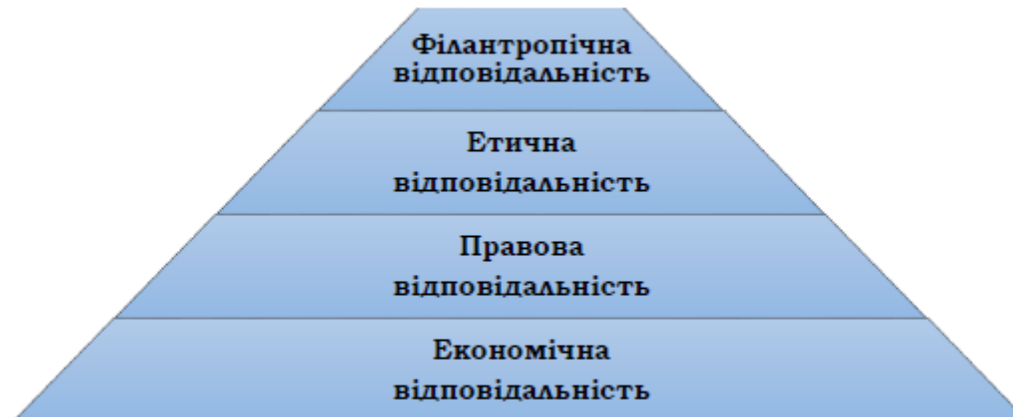 Філантропічна
відповідальність
Етична
відповідальність
Правова
відповідальність
Економічна
відповідальність